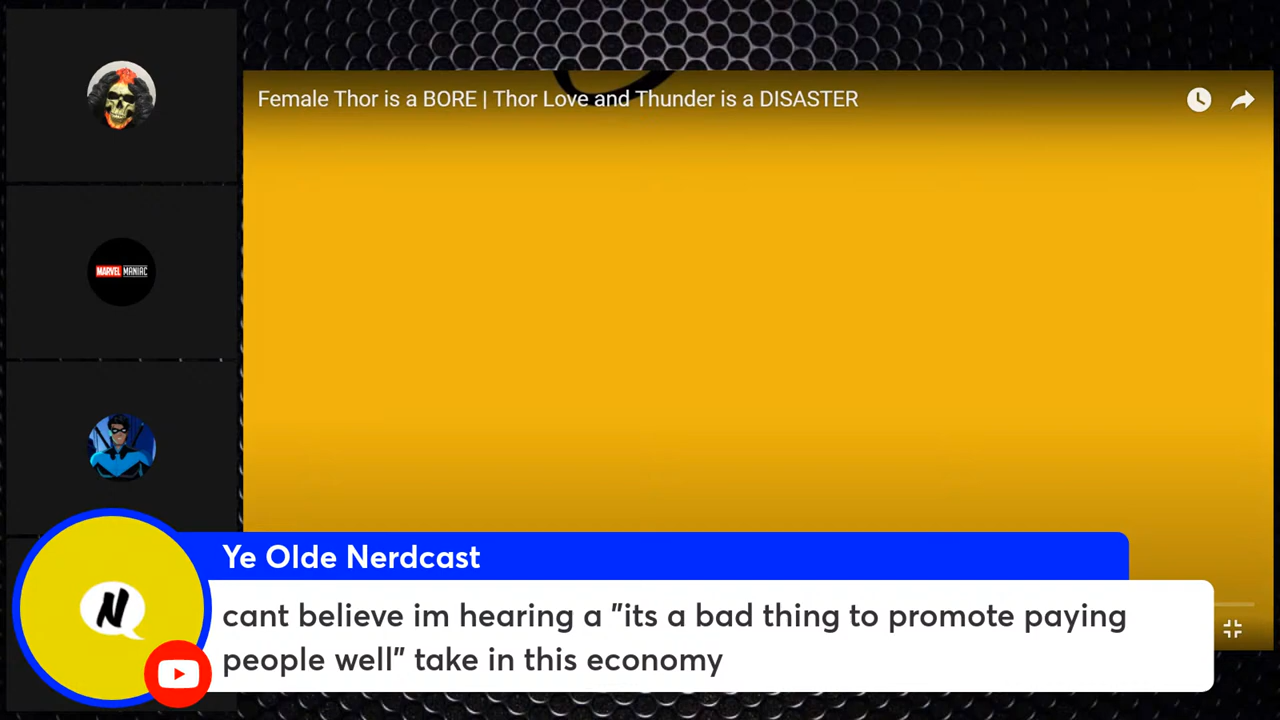 Female Thor is a BORE | Thor Love and Thunder is a DISASTER
MARVEL MANIAC
N
Ye Olde Nerdcast
cant believe im hearing a "its a bad thing to promote paying
people well" take in this economy